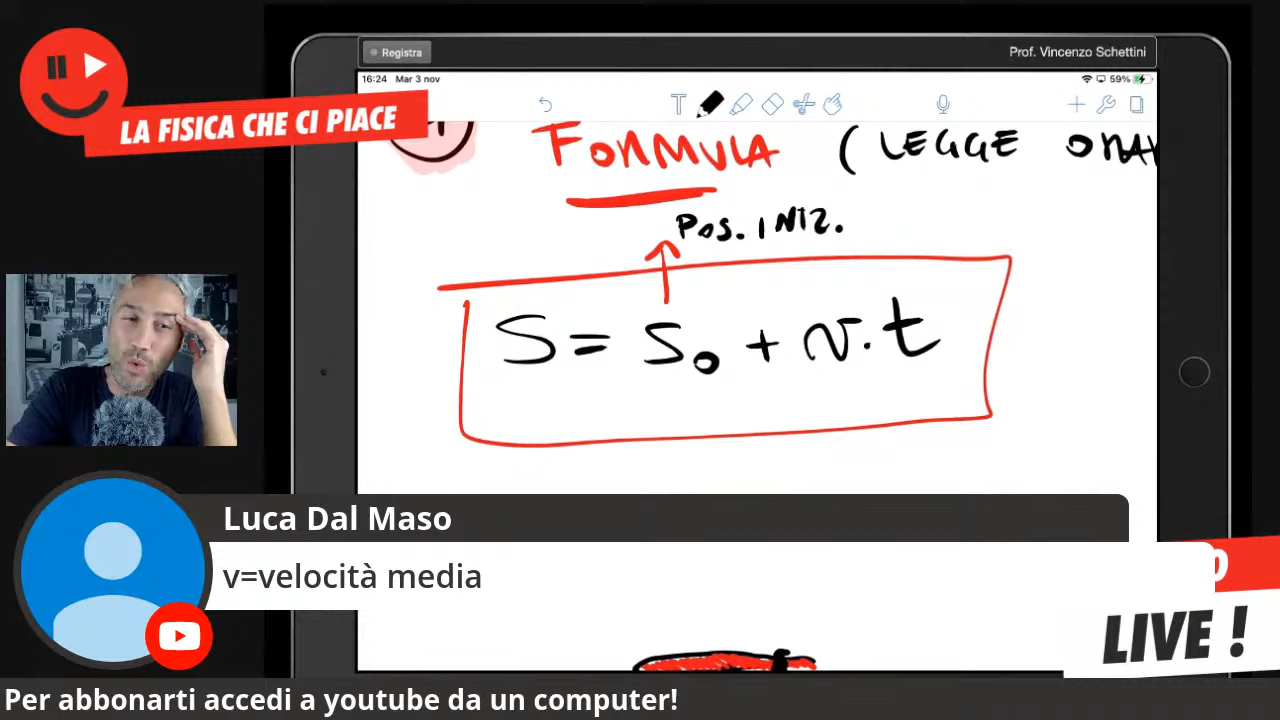 Registra
Prof. Vincenzo Schettini
16:24 Mar 3 nov
59%
LA FISICA CHE CI PIACE
T
FORMULA (LEGGE
POS. INIZ.
S = S₀ + v · t
Luca Dal Maso
v=velocità media
LIVE !
Per abbonarti accedi a youtube da un computer!